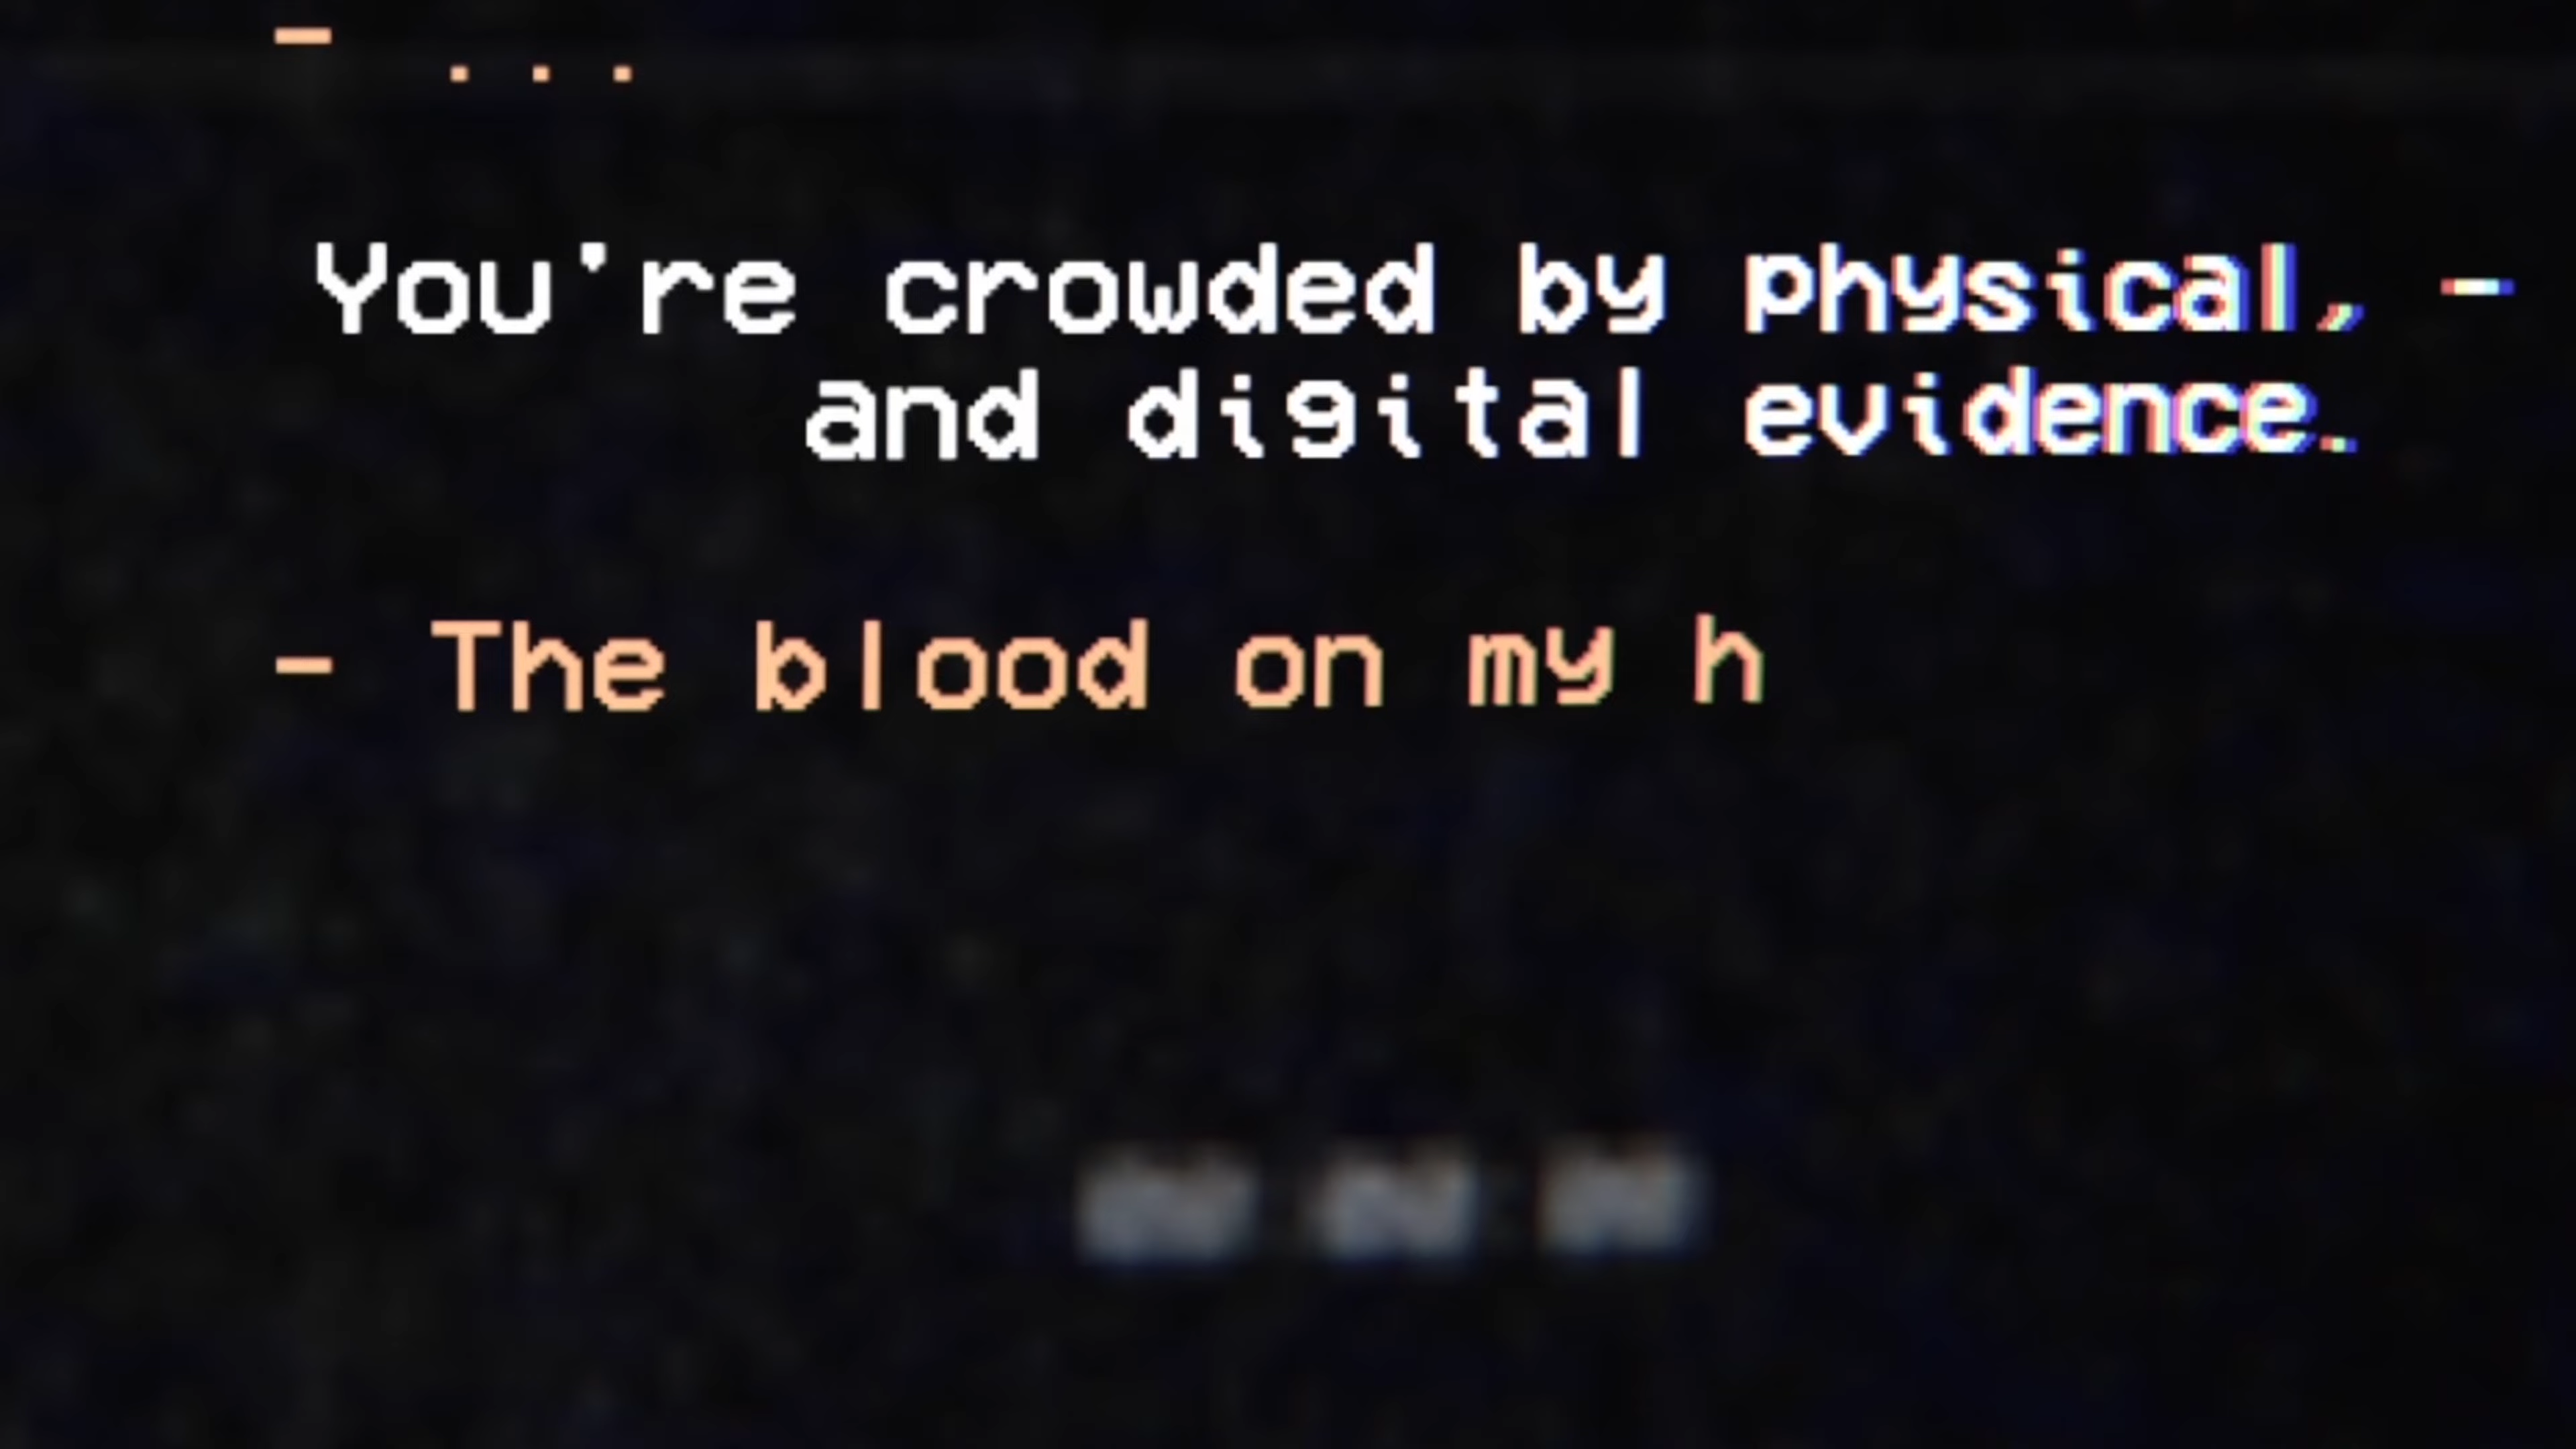 - ...
You're crowded by physical, -
and digital evidence.
- The blood on my h